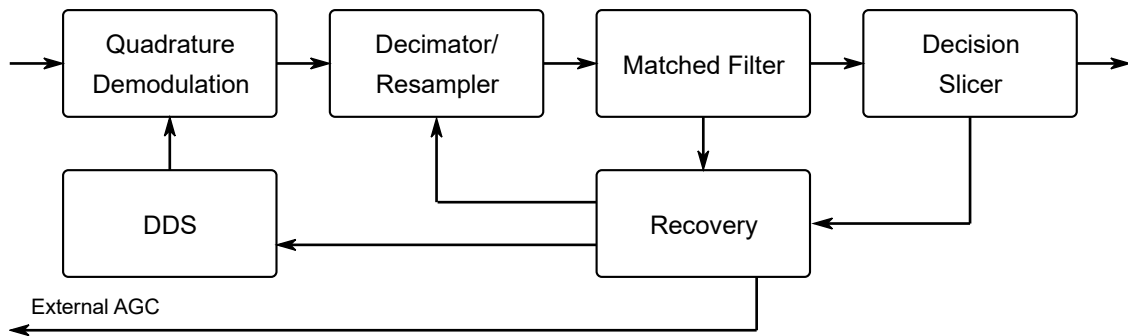 Quadrature
Demodulation
Decimator/
Resampler
Matched Filter
Decision
Slicer
DDS
Recovery
External AGC